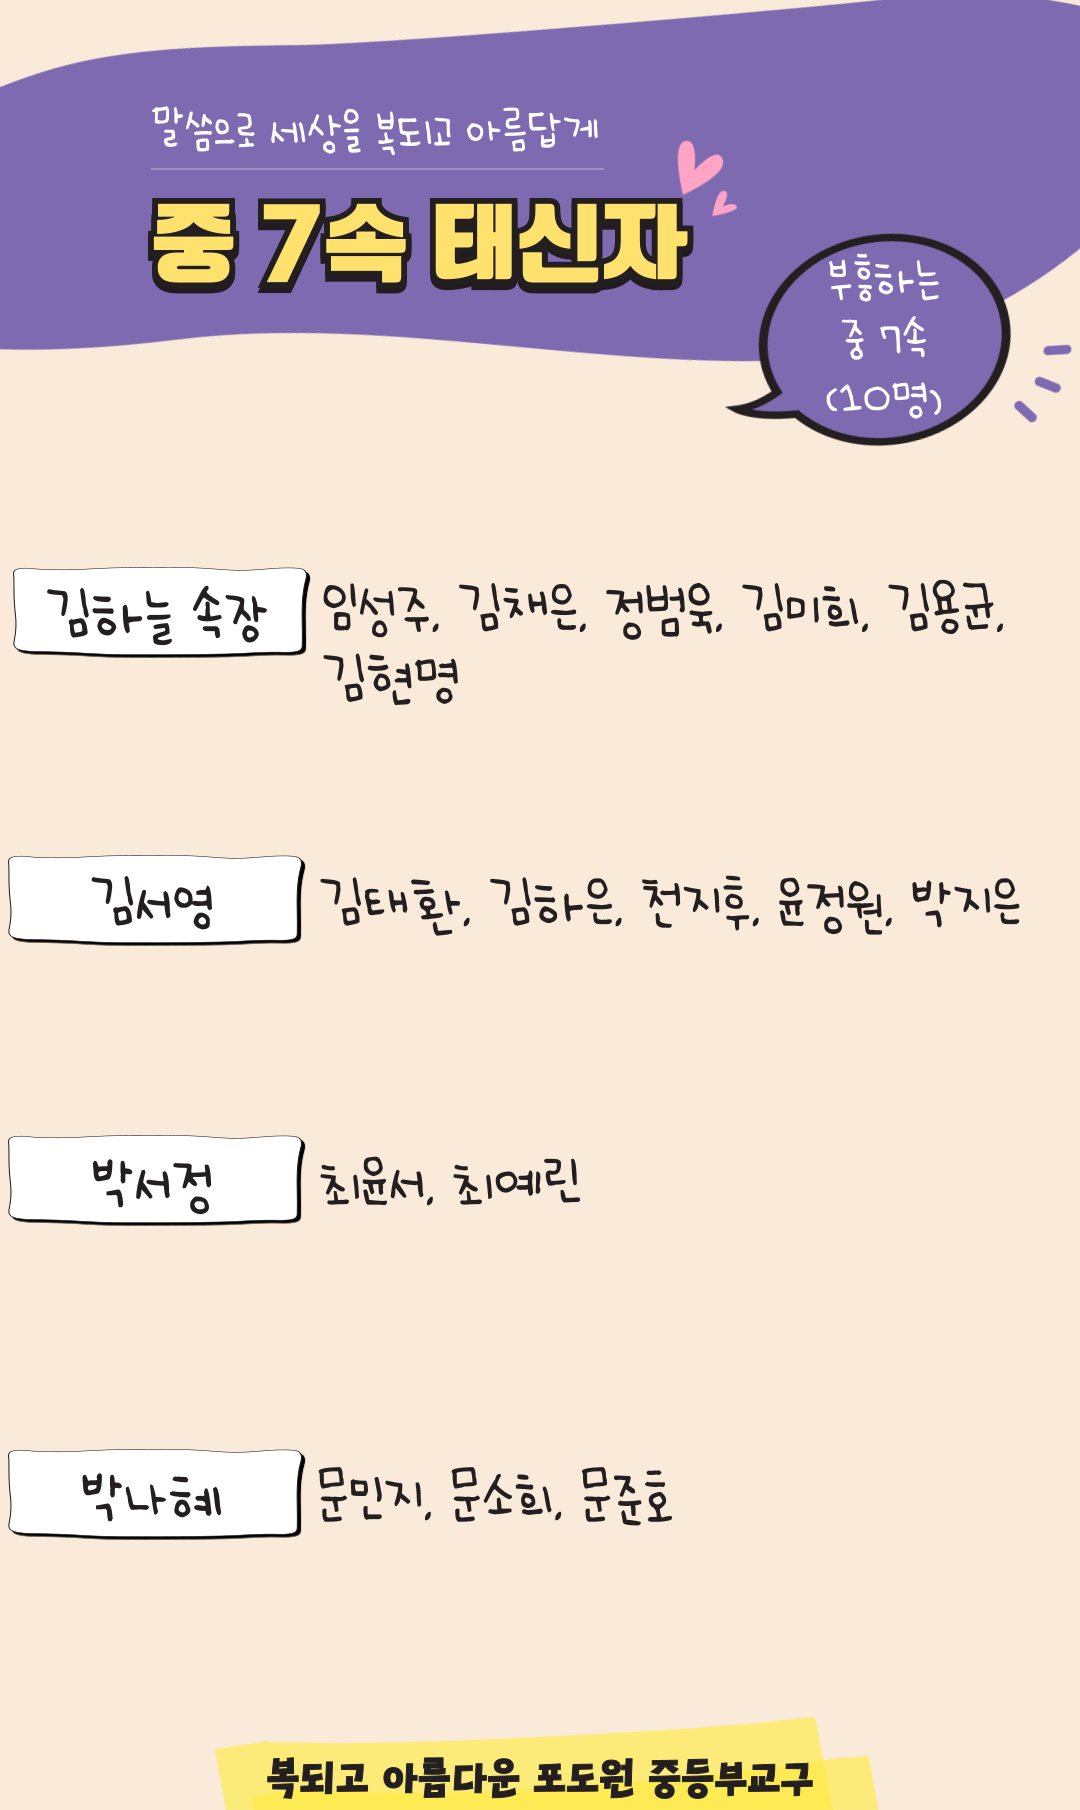 말씀으로 세상을 복되고 아름답게
중 7속 태신자
부흥하는
중 7속
(10명)
김하늘 속장
임성주, 김채은, 정범욱, 김미희, 김용균,
김현명
김서영
김태환, 김하은, 천지후, 윤정원, 박지은
박서정
최윤서, 최예린
박나혜
문민지, 문소희, 문준호
복되고 아름다운 포도원 중등부교구